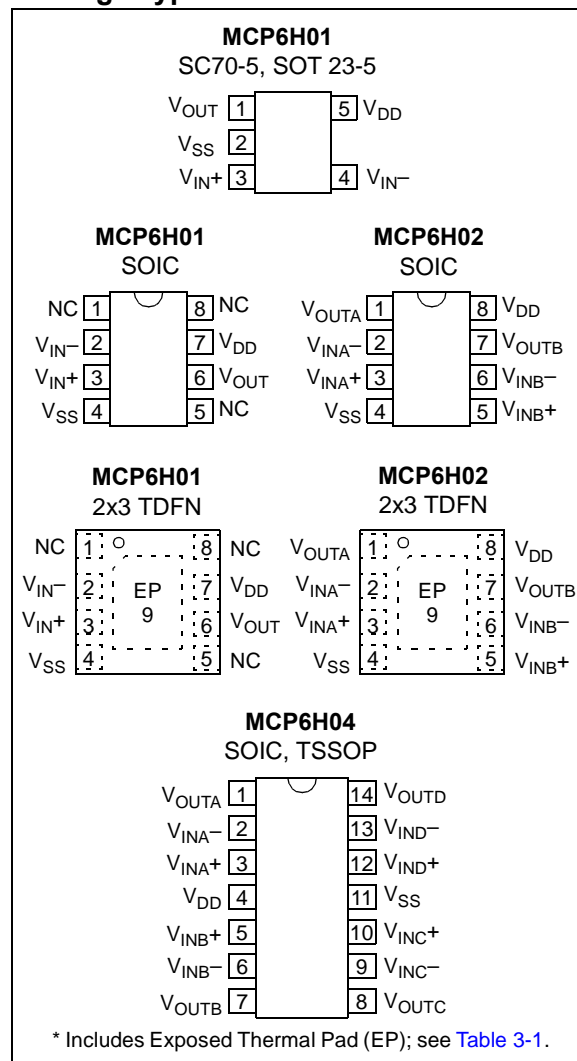 MCP6H01
SC70-5, SOT 23-5
VOUT 1 5 VDD
VSS 2
VIN+ 3 4 VIN–
MCP6H01 MCP6H02
SOIC SOIC
NC 1 8 NC VOUTA 1 8 VDD
VIN– 2 7 VDD VINA– 2 7 VOUTB
VIN+ 3 6 VOUT VINA+ 3 6 VINB–
VSS 4 5 NC VSS 4 5 VINB+
MCP6H01 MCP6H02
2x3 TDFN 2x3 TDFN
NC 1 8 NC VOUTA 1 8 VDD
VIN– 2 EP 7 VDD VINA– 2 EP 7 VOUTB
VIN+ 3 9 6 VOUT VINA+ 3 9 6 VINB–
VSS 4 5 NC VSS 4 5 VINB+
MCP6H04
SOIC, TSSOP
VOUTA 1 14 VOUTD
VINA– 2 13 VIND–
VINA+ 3 12 VIND+
VDD 4 11 VSS
VINB+ 5 10 VINC+
VINB– 6 9 VINC–
VOUTB 7 8 VOUTC
* Includes Exposed Thermal Pad (EP); see Table 3-1.